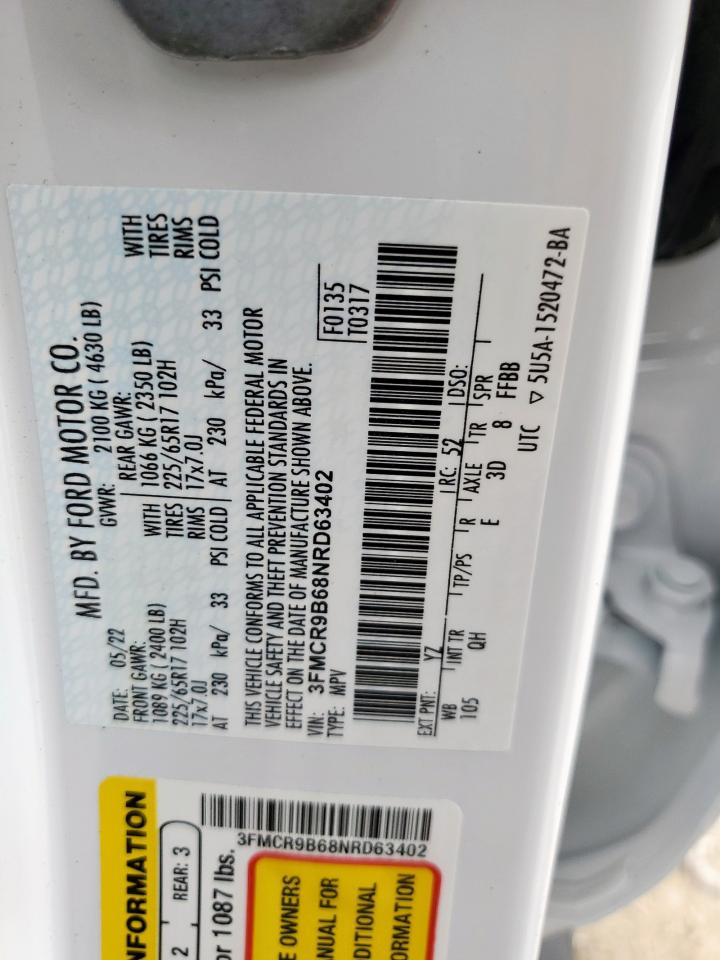 MFD. BY FORD MOTOR CO.
DATE: 05/22 GVWR: 2100 KG ( 4630 LB)
FRONT GAWR: REAR GAWR:
1089 KG ( 2400 LB) WITH 1066 KG ( 2350 LB) WITH
225/65R17 102H TIRES 225/65R17 102H TIRES
17x7.0J RIMS 17x7.0J RIMS
AT 230 kPa/ 33 PSI COLD AT 230 kPa/ 33 PSI COLD
THIS VEHICLE CONFORMS TO ALL APPLICABLE FEDERAL MOTOR
VEHICLE SAFETY AND THEFT PREVENTION STANDARDS IN
EFFECT ON THE DATE OF MANUFACTURE SHOWN ABOVE.
VIN: 3FMCR9B68NRD63402 F0135
TYPE: MPV T0317
EXT PNT: YZ RC: 52 DSO:
WB INT TR TP/PS R AXLE TR SPR
105 QH E 3D 8 FFBB
UTC ▽ 5U5A-1520472-BA
NFORMATION
2 REAR: 3
or 1087 lbs.
3FMCR9B68NRD63402
E OWNERS
ANUAL FOR
DITIONAL
ORMATION